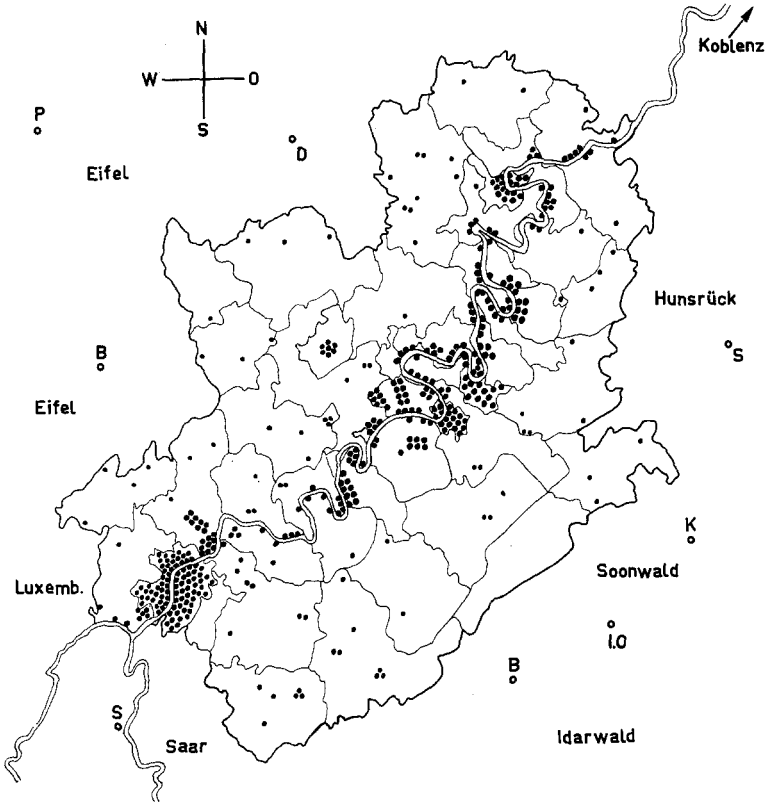 Koblenz
N
W O
S
P
D
Eifel
Hunsrück
S
B
Eifel
K
Luxemb.
Soonwald
I.O
B
S
Saar
Idarwald